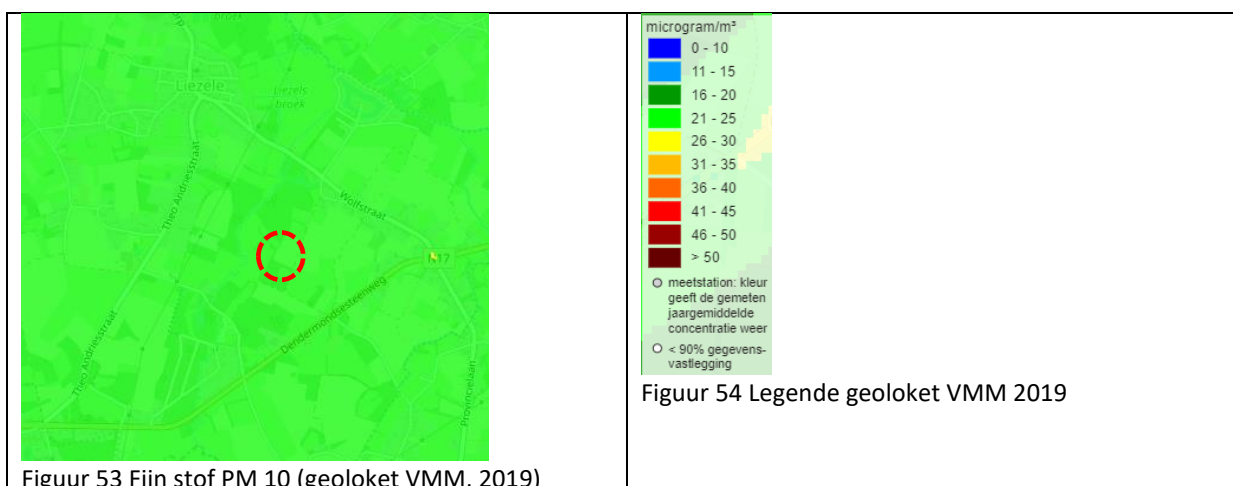 broek
Liezele
Liezels
broek
Theo Andriesstraat
Wolfstraat
N17
Dendermondsesteenweg
Theo Andriesstraat
Provincielaan
Figuur 53 Fijn stof PM 10 (geoloket VMM, 2019)
microgram/m³
0 - 10
11 - 15
16 - 20
21 - 25
26 - 30
31 - 35
36 - 40
41 - 45
46 - 50
> 50
meetstation: kleur
geeft de gemeten
jaargemiddelde
concentratie weer
< 90% gegevens-
vastlegging
Figuur 54 Legende geoloket VMM 2019